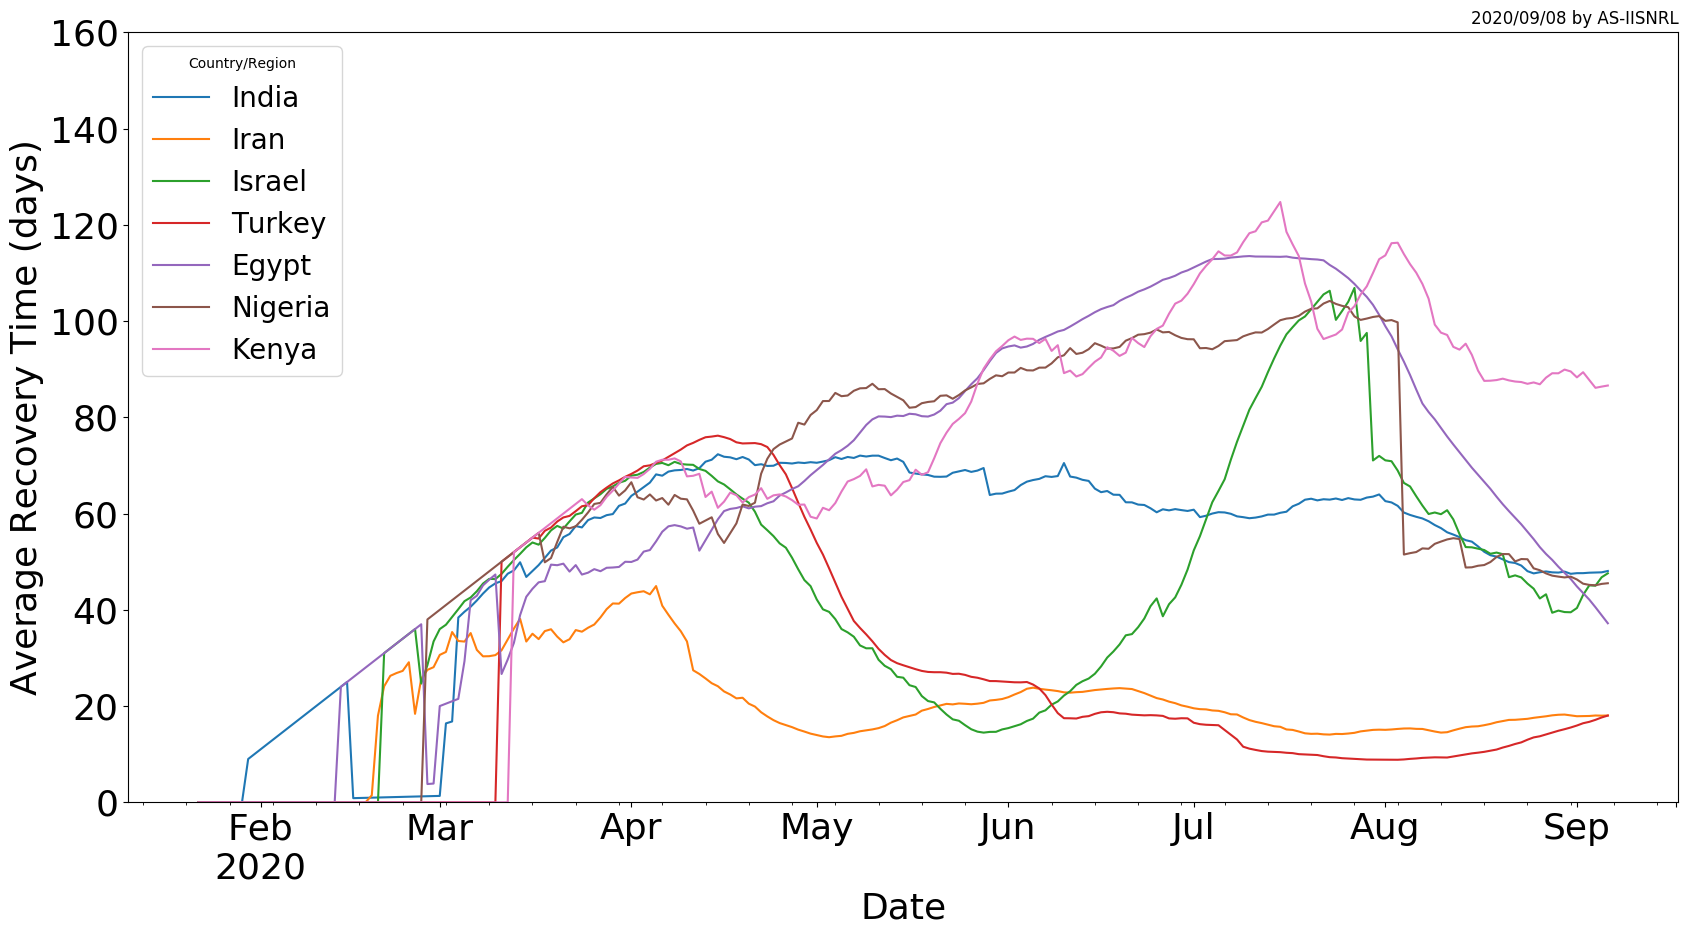 2020/09/08 by AS-IISNRL
Country/Region
India
Iran
Israel
Turkey
Egypt
Nigeria
Kenya
Average Recovery Time (days)
160
140
120
100
80
60
40
20
0
Feb Mar Apr May Jun Jul Aug Sep
2020
Date